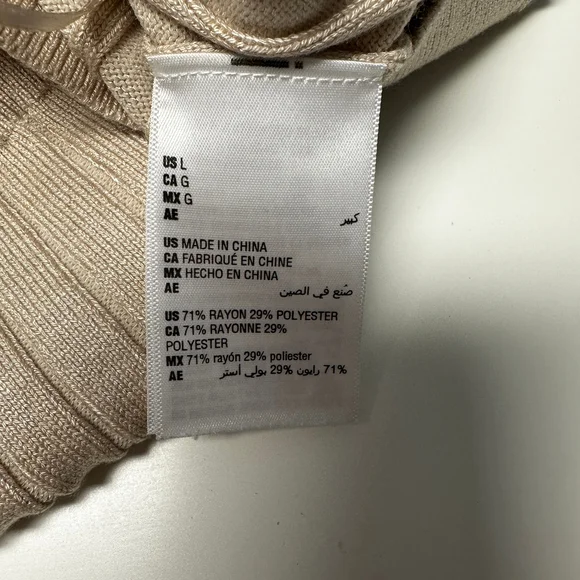 US L
CA G
MX G
AE كبير
US MADE IN CHINA
CA FABRIQUÉ EN CHINE
MX HECHO EN CHINA
AE صنع في الصين
US 71% RAYON 29% POLYESTER
CA 71% RAYONNE 29%
POLYESTER
MX 71% rayón 29% poliester
AE 71% رايون 29% بولي أستر